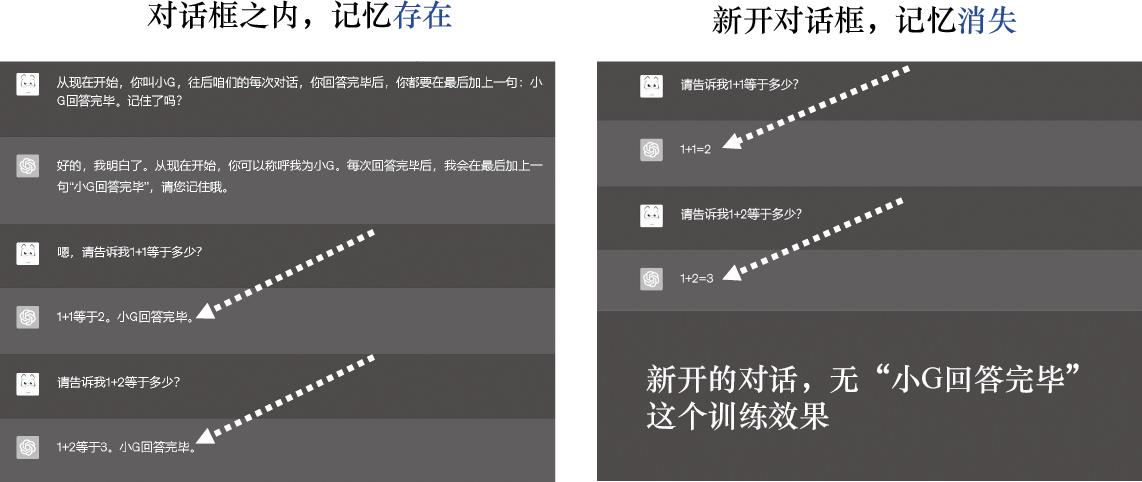 对话框之内，记忆存在
从现在开始，你叫小G，往后咱们的每次对话，你回答完毕后，你都要在最后加上一句：小
G回答完毕。记住了吗？
好的，我明白了。从现在开始，你可以称呼我为小G。每次回答完毕后，我会在最后加上一
句“小G回答完毕”，请您记住哦。
嗯，请告诉我1+1等于多少？
1+1等于2。小G回答完毕。
请告诉我1+2等于多少？
1+2等于3。小G回答完毕。
新开对话框，记忆消失
请告诉我1+1等于多少？
1+1=2
请告诉我1+2等于多少？
1+2=3
新开的对话，无“小G回答完毕”
这个训练效果